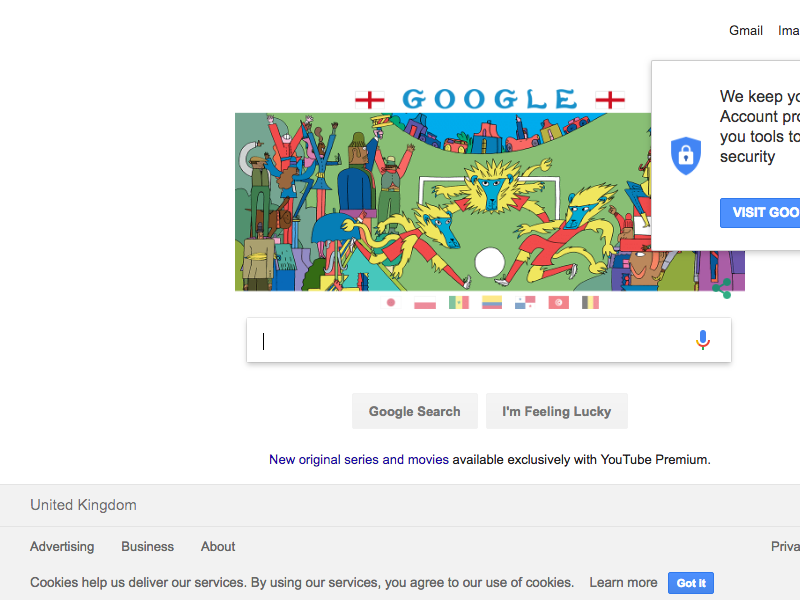 Gmail Ima
GOOGLE
We keep yo
Account pro
you tools to
security
VISIT GOO
Google Search I'm Feeling Lucky
New original series and movies available exclusively with YouTube Premium.
United Kingdom
Advertising Business About Priva
Cookies help us deliver our services. By using our services, you agree to our use of cookies. Learn more Got it